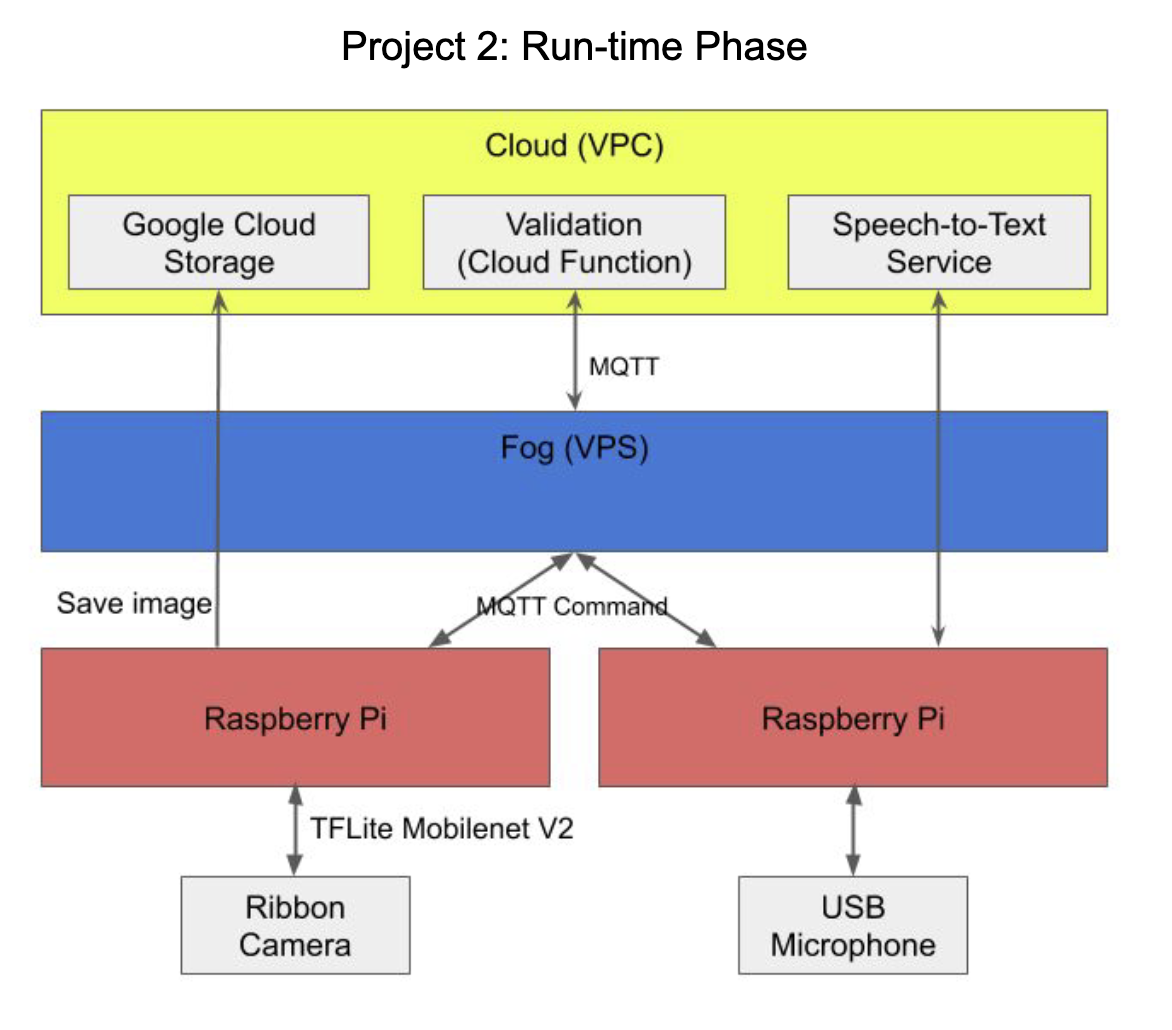 Project 2: Run-time Phase
Cloud (VPC)
Google Cloud
Storage
Validation
(Cloud Function)
Speech-to-Text
Service
MQTT
Fog (VPS)
Save image
MQTT Command
Raspberry Pi
Raspberry Pi
TFLite Mobilenet V2
Ribbon
Camera
USB
Microphone